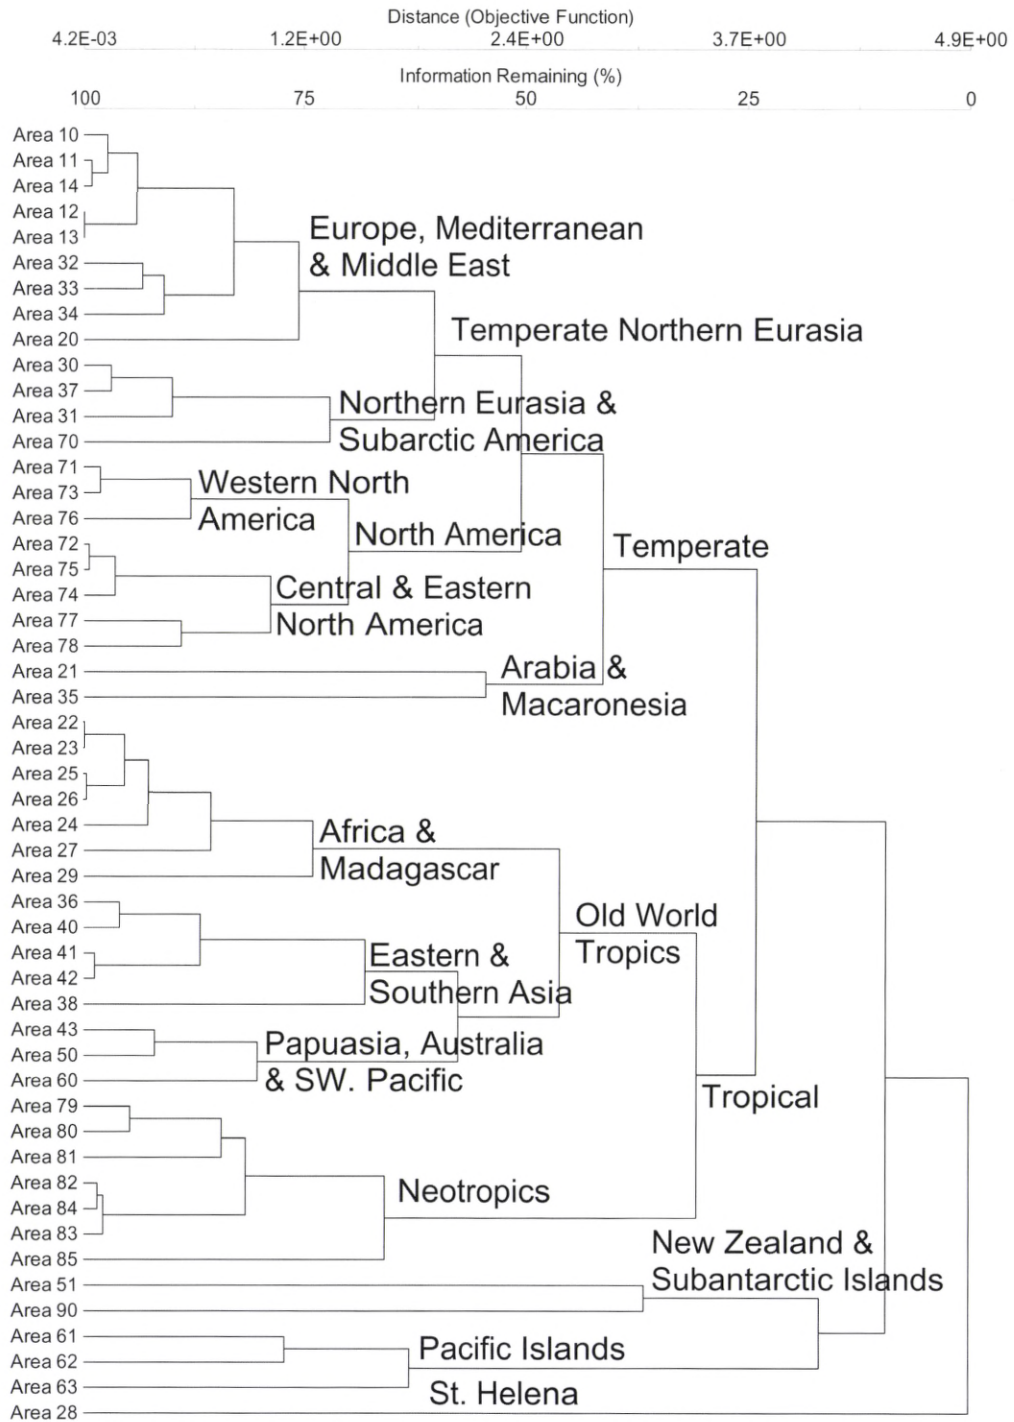 Distance (Objective Function)
4.2E-03 1.2E+00 2.4E+00 3.7E+00 4.9E+00
Information Remaining (%)
100 75 50 25 0
Area 10
Area 11
Area 14
Area 12
Area 13
Europe, Mediterranean
& Middle East
Area 32
Area 33
Area 34
Area 20
Temperate Northern Eurasia
Area 30
Area 37
Area 31
Area 70
Northern Eurasia &
Subarctic America
Area 71
Area 73
Area 76
Western North
America
North America
Area 72
Area 75
Area 74
Area 77
Area 78
Central & Eastern
North America
Temperate
Area 21
Area 35
Arabia &
Macaronesia
Area 22
Area 23
Area 25
Area 26
Area 24
Area 27
Area 29
Africa &
Madagascar
Area 36
Area 40
Area 41
Area 42
Area 38
Old World
Tropics
Eastern &
Southern Asia
Area 43
Area 50
Area 60
Papuasia, Australia
& SW. Pacific
Tropical
Area 79
Area 80
Area 81
Area 82
Area 84
Area 83
Area 85
Neotropics
New Zealand &
Subantarctic Islands
Area 51
Area 90
Area 61
Area 62
Area 63
Pacific Islands
St. Helena
Area 28